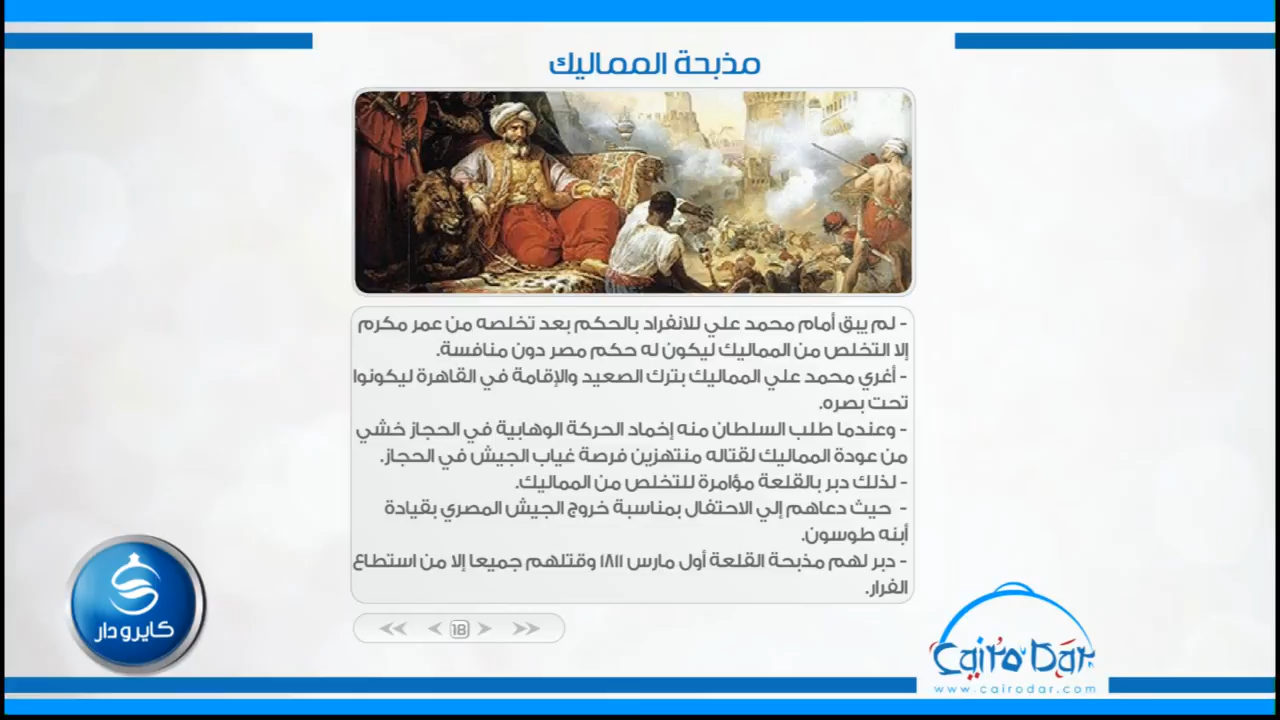 مذبحة المماليك
- لم يبق أمام محمد علي للانفراد بالحكم بعد تخلصه من عمر مكرم
إلا التخلص من المماليك ليكون له حكم مصر دون منافسة.
- أغري محمد علي المماليك بترك الصعيد والإقامة في القاهرة ليكونوا
تحت بصره.
- وعندما طلب السلطان منه إخماد الحركة الوهابية في الحجاز خشي
من عودة المماليك لقتاله منتهزين فرصة غياب الجيش في الحجاز.
- لذلك دبر بالقلعة مؤامرة للتخلص من المماليك.
- حيث دعاهم إلي الاحتفال بمناسبة خروج الجيش المصري بقيادة
أبنه طوسون.
- دبر لهم مذبحة القلعة أول مارس ١٨١١ وقتلهم جميعا إلا من استطاع
الفرار.
18
كايرو دار
Cairo Dar
www.cairodar.com